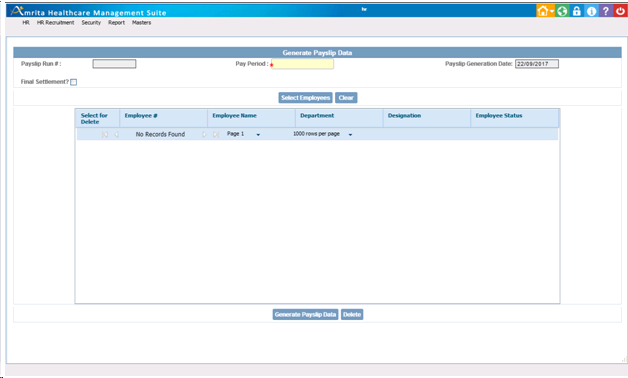 Amrita Healthcare Management Suite
hr
HR HR Recruitment Security Report Masters
Generate Payslip Data
Payslip Run # : Pay Period : * Payslip Generation Date: 22/09/2017
Final Settlement?
Select Employees Clear
Select for Delete Employee # Employee Name Department Designation Employee Status
No Records Found Page 1 1000 rows per page
Generate Payslip Data Delete